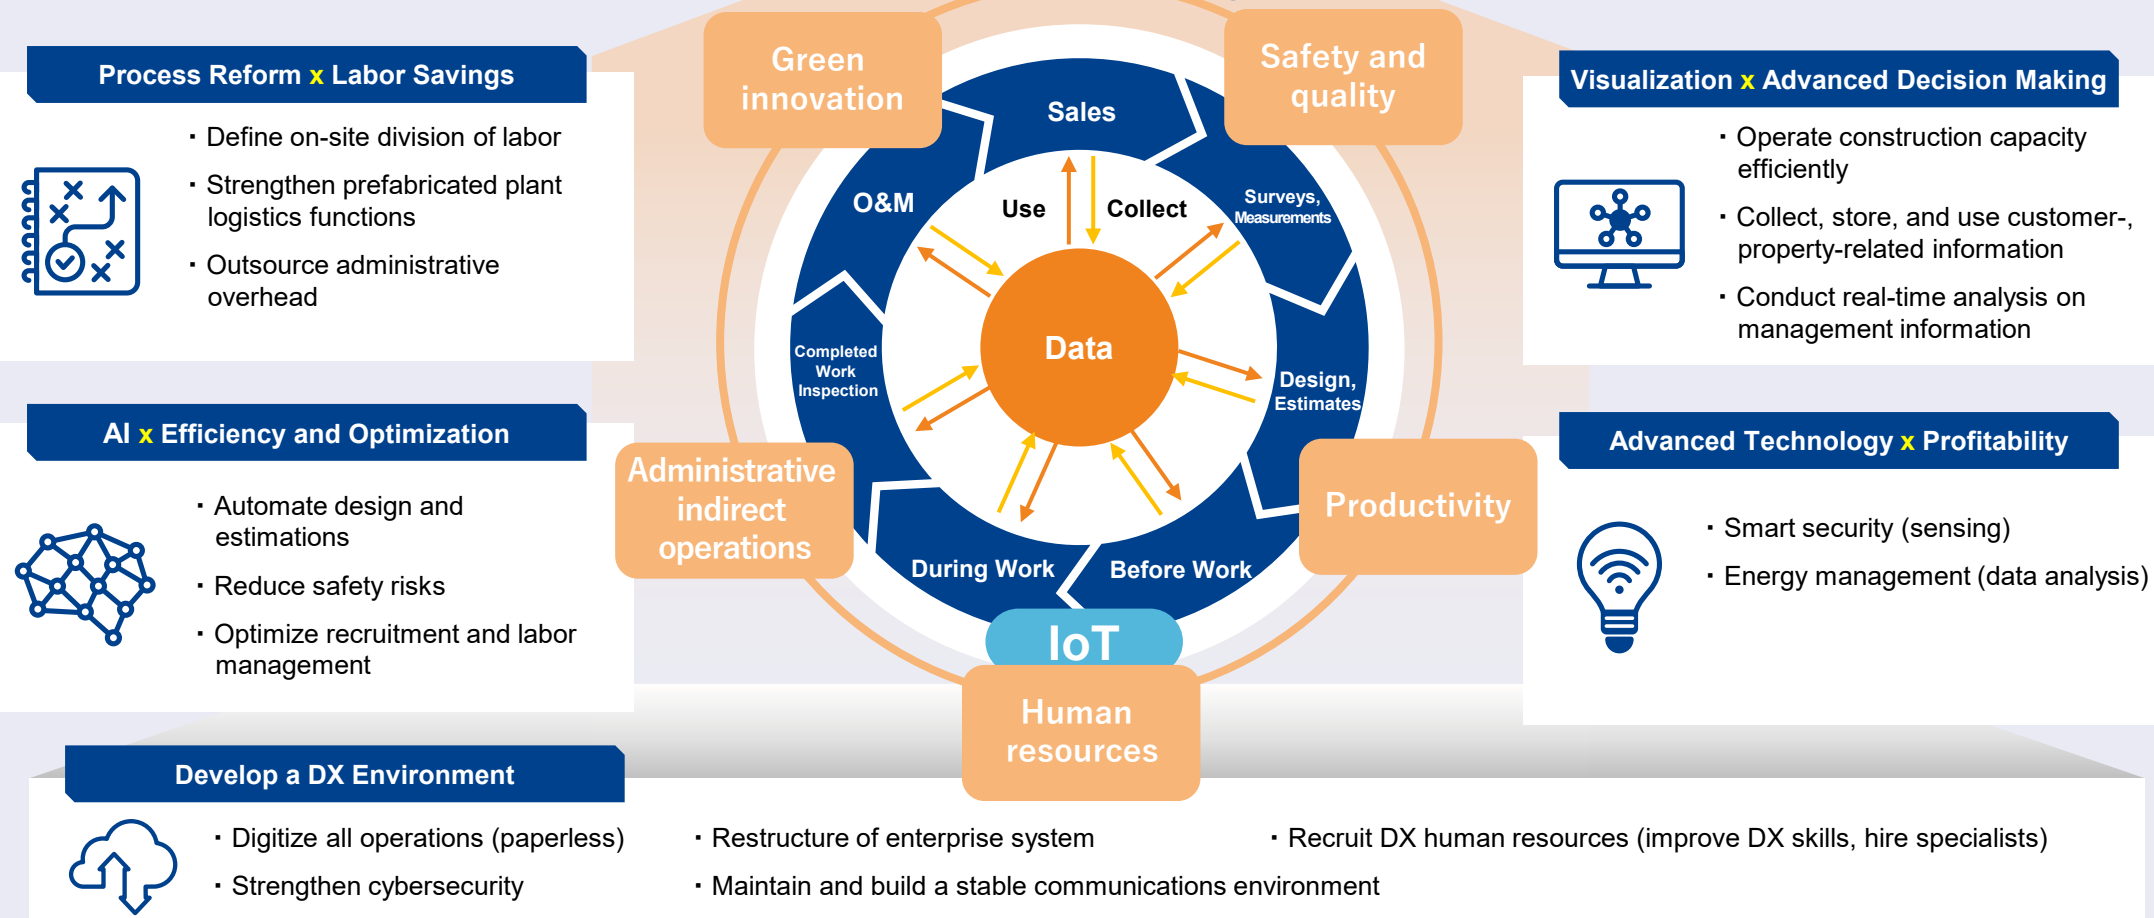 Process Reform x Labor Savings
・Define on-site division of labor
・Strengthen prefabricated plant
logistics functions
・Outsource administrative
overhead
AI x Efficiency and Optimization
・Automate design and
estimations
・Reduce safety risks
・Optimize recruitment and labor
management
Green
innovation
Safety and
quality
Administrative
indirect
operations
Productivity
Human
resources
Sales
Surveys,
Measurements
Design,
Estimates
Before Work
During Work
Completed
Work
Inspection
O&M
Use
Collect
Data
IoT
Visualization x Advanced Decision Making
・Operate construction capacity
efficiently
・Collect, store, and use customer-,
property-related information
・Conduct real-time analysis on
management information
Advanced Technology x Profitability
・Smart security (sensing)
・Energy management (data analysis)
Develop a DX Environment
・Digitize all operations (paperless)
・Strengthen cybersecurity
・Restructure of enterprise system
・Maintain and build a stable communications environment
・Recruit DX human resources (improve DX skills, hire specialists)